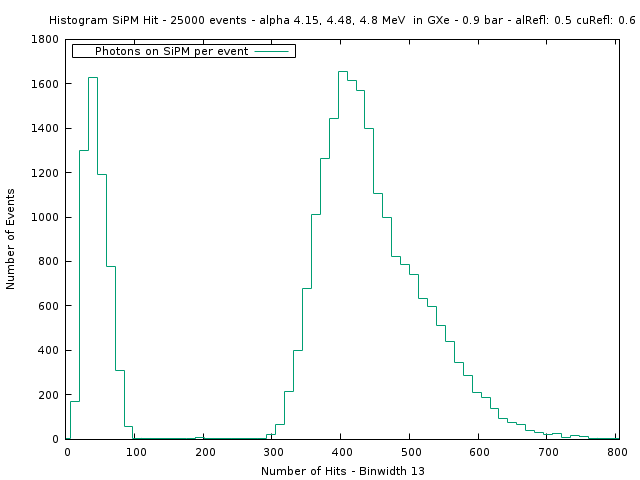 Histogram SiPM Hit - 25000 events - alpha 4.15, 4.48, 4.8 MeV  in GXe - 0.9 bar - alRefl: 0.5 cuRefl: 0.6
Photons on SiPM per event
1800
1600
1400
1200
1000
800
600
400
200
0
Number of Events
0 100 200 300 400 500 600 700 800
Number of Hits - Binwidth 13